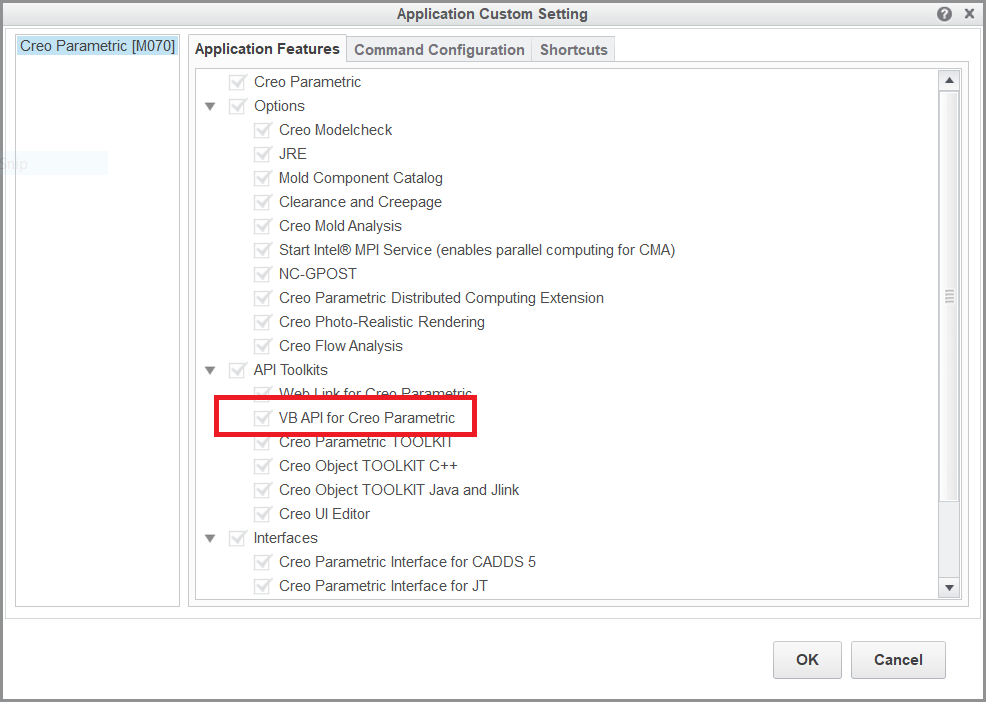 Application Custom Setting
Creo Parametric [M070]
Application Features
Command Configuration
Shortcuts
Creo Parametric
Options
Creo Modelcheck
JRE
Mold Component Catalog
Clearance and Creepage
Creo Mold Analysis
Start Intel® MPI Service (enables parallel computing for CMA)
NC-GPOST
Creo Parametric Distributed Computing Extension
Creo Photo-Realistic Rendering
Creo Flow Analysis
API Toolkits
Web Link for Creo Parametric
VB API for Creo Parametric
Creo Parametric TOOLKIT
Creo Object TOOLKIT C++
Creo Object TOOLKIT Java and Jlink
Creo UI Editor
Interfaces
Creo Parametric Interface for CADDS 5
Creo Parametric Interface for JT
Snip
OK
Cancel